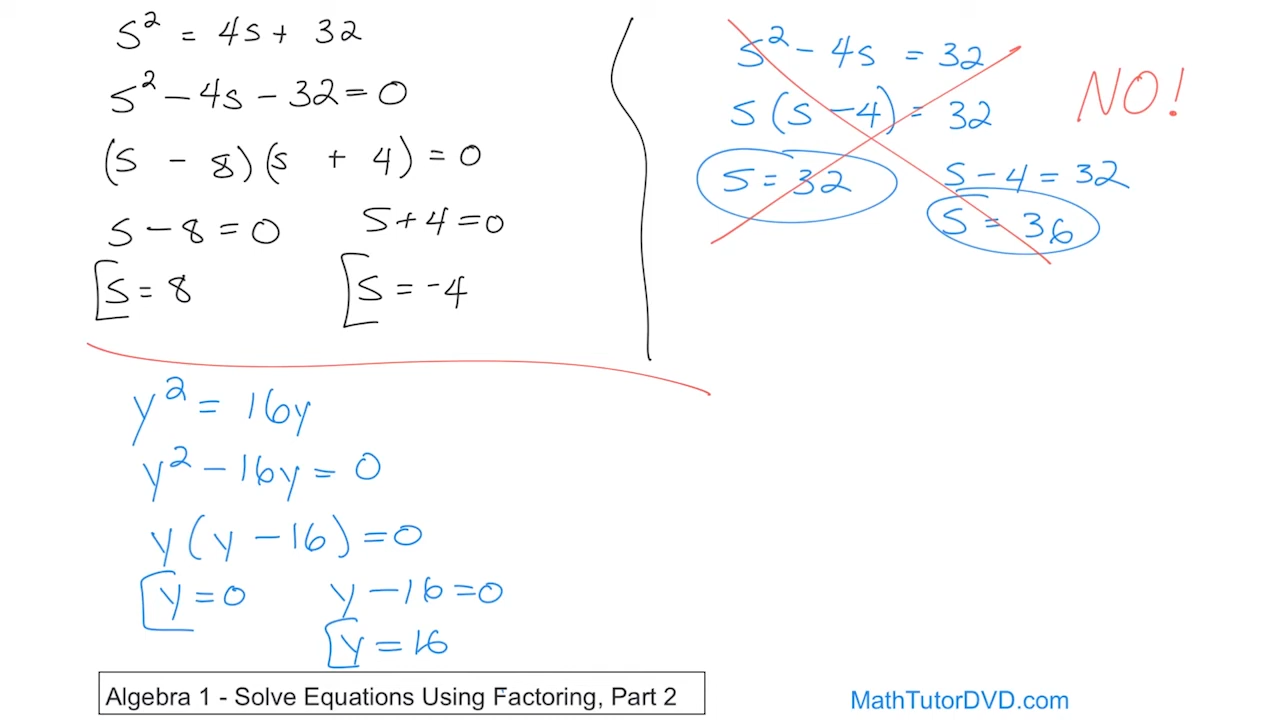 s² = 4s + 32
s² - 4s - 32 = 0
(s - 8)(s + 4) = 0
s - 8 = 0 s + 4 = 0
s = 8 s = -4
s² - 4s = 32
s(s - 4) = 32
s = 32 s - 4 = 32
s = 36
NO!
y² = 16y
y² - 16y = 0
y(y - 16) = 0
y = 0 y - 16 = 0
y = 16
Algebra 1 - Solve Equations Using Factoring, Part 2
MathTutorDVD.com